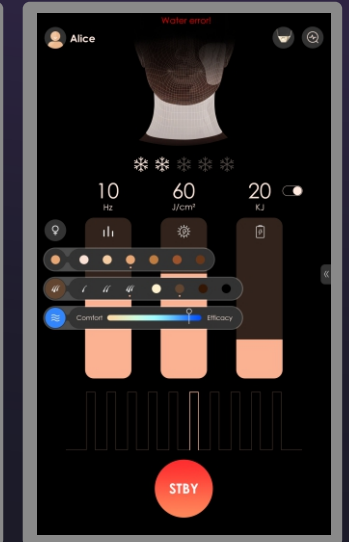 Water error!
Alice
10
Hz
60
J/cm²
20
KJ
Comfort
Efficacy
STBY